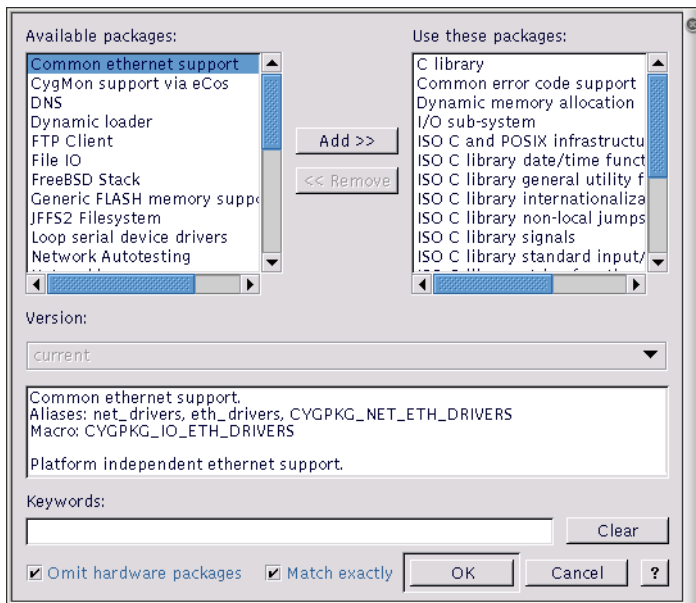 Available packages:
Common ethernet support
CygMon support via eCos
DNS
Dynamic loader
FTP Client
File IO
FreeBSD Stack
Generic FLASH memory suppo
JFFS2 Filesystem
Loop serial device drivers
Network Autotesting
Add >>
<< Remove
Use these packages:
C library
Common error code support
Dynamic memory allocation
I/O sub-system
ISO C and POSIX infrastructu
ISO C library date/time funct
ISO C library general utility f
ISO C library internationaliza
ISO C library non-local jumps
ISO C library signals
ISO C library standard input/
Version:
current
Common ethernet support.
Aliases: net_drivers, eth_drivers, CYGPKG_NET_ETH_DRIVERS
Macro: CYGPKG_IO_ETH_DRIVERS
Platform independent ethernet support.
Keywords:
Clear
Omit hardware packages
Match exactly
OK
Cancel
?